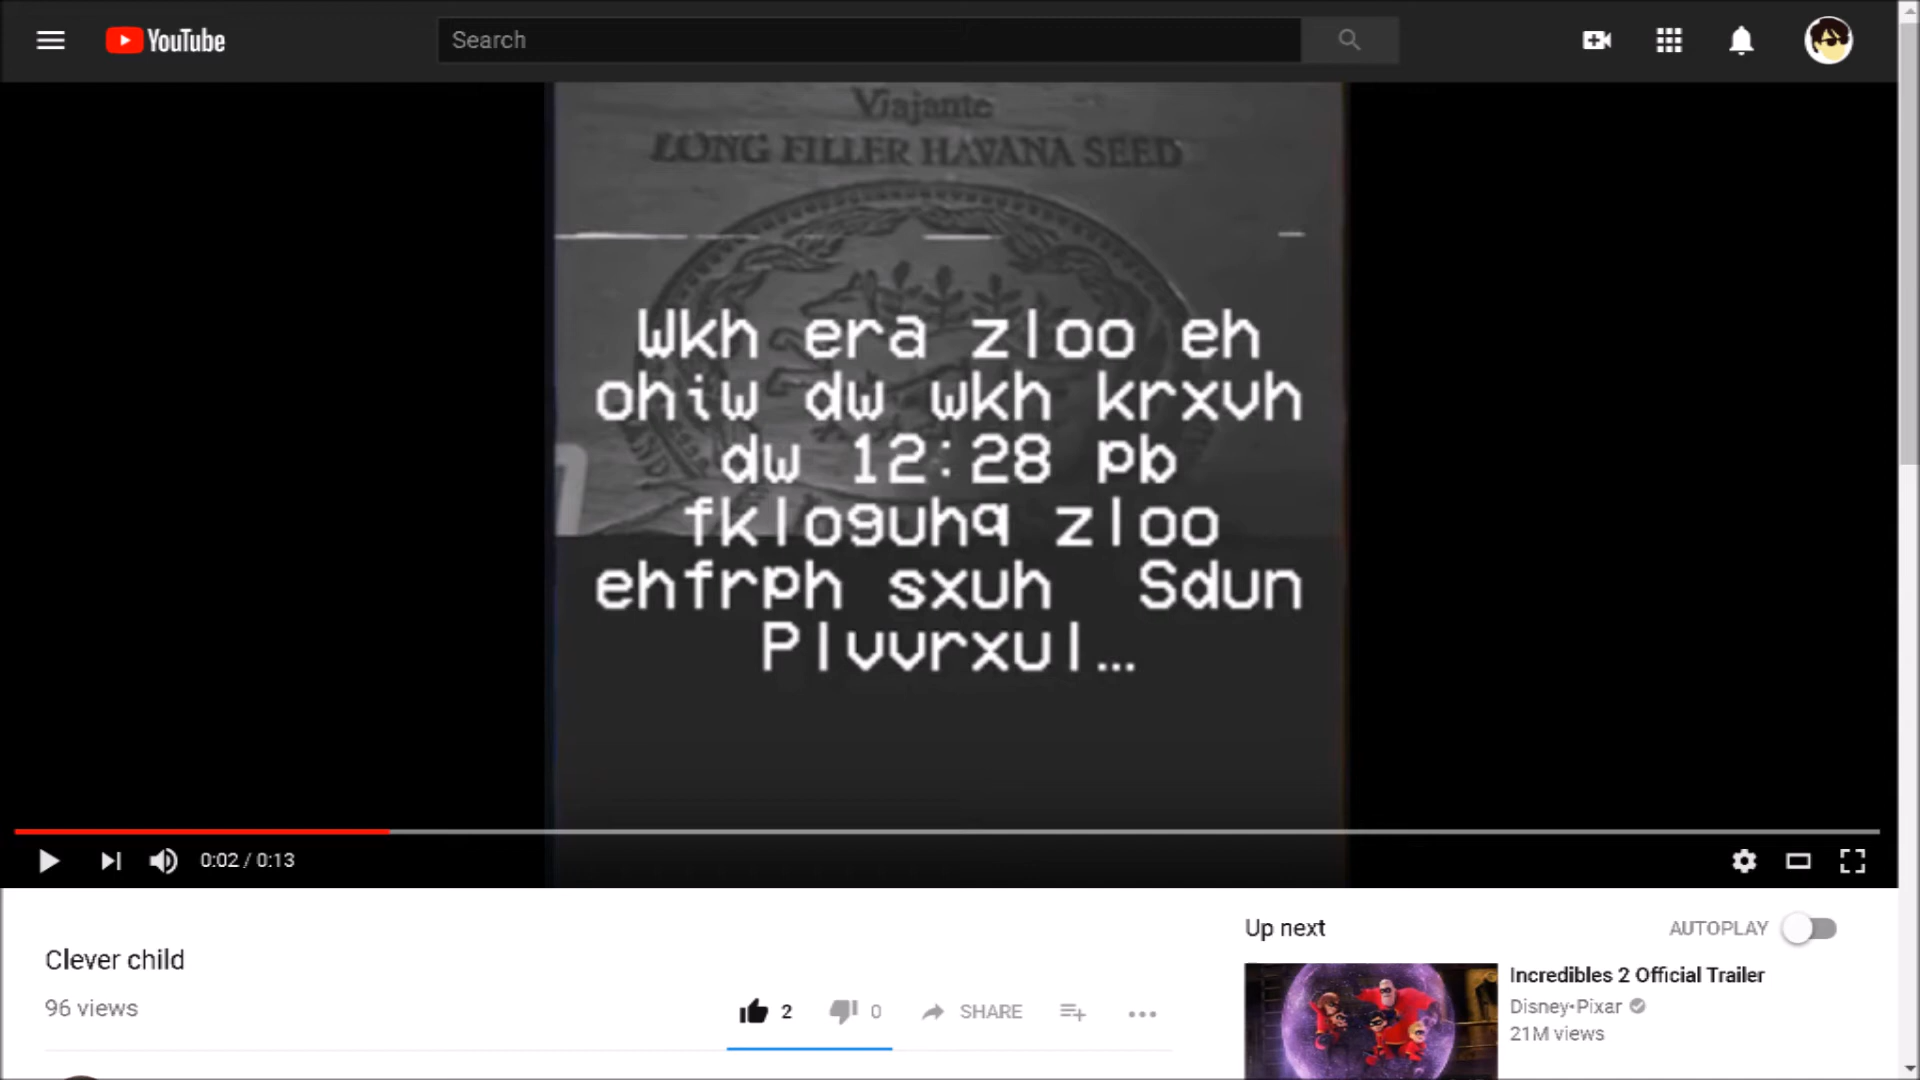 YouTube
Search
Viajante
LONG FILLER HAVANA SEED
Wkh era zloo eh
ohiw dw wkh krxvh
dw 12:28 pb
fkloguhq zloo
ehfrph sxuh Sdun
Plvvrxul...
0:02 / 0:13
Clever child
96 views
2
0
SHARE
Up next
AUTOPLAY
Incredibles 2 Official Trailer
Disney•Pixar
21M views